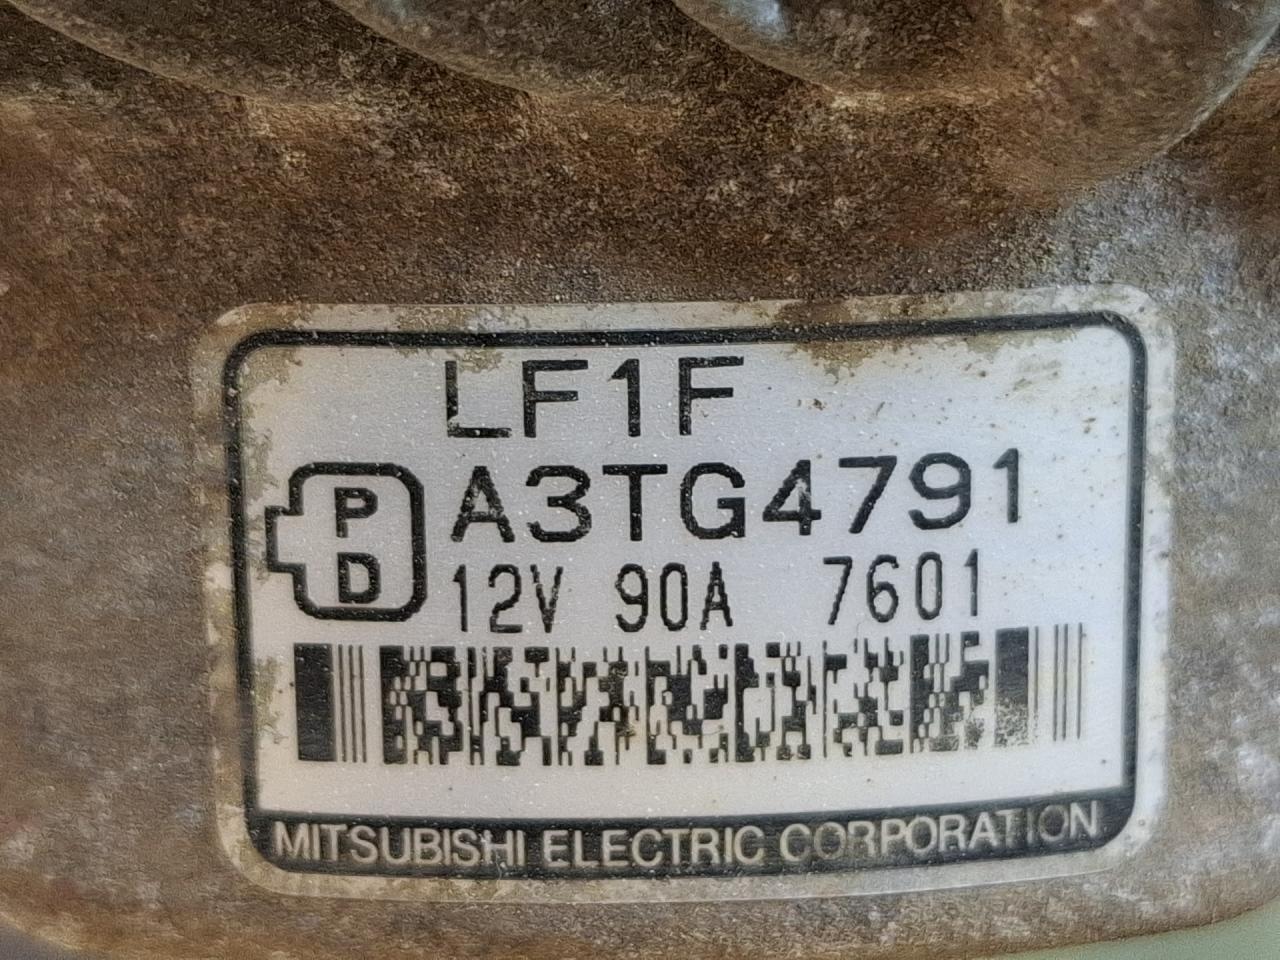 LF1F
P
D
A3TG4791
12V 90A 7601
MITSUBISHI ELECTRIC CORPORATION